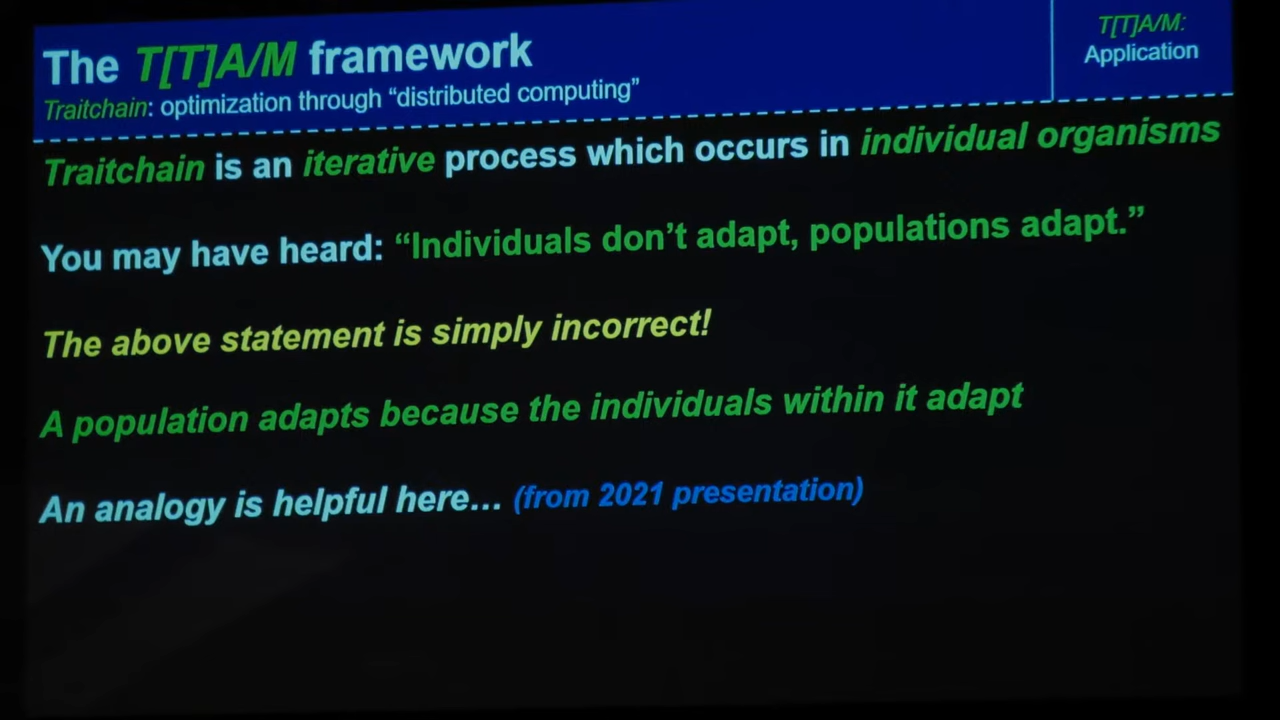 The T[T]A/M framework
Traitchain: optimization through “distributed computing”
T[T]A/M:
Application
Traitchain is an iterative process which occurs in individual organisms
You may have heard: “Individuals don’t adapt, populations adapt.”
The above statement is simply incorrect!
A population adapts because the individuals within it adapt
An analogy is helpful here... (from 2021 presentation)